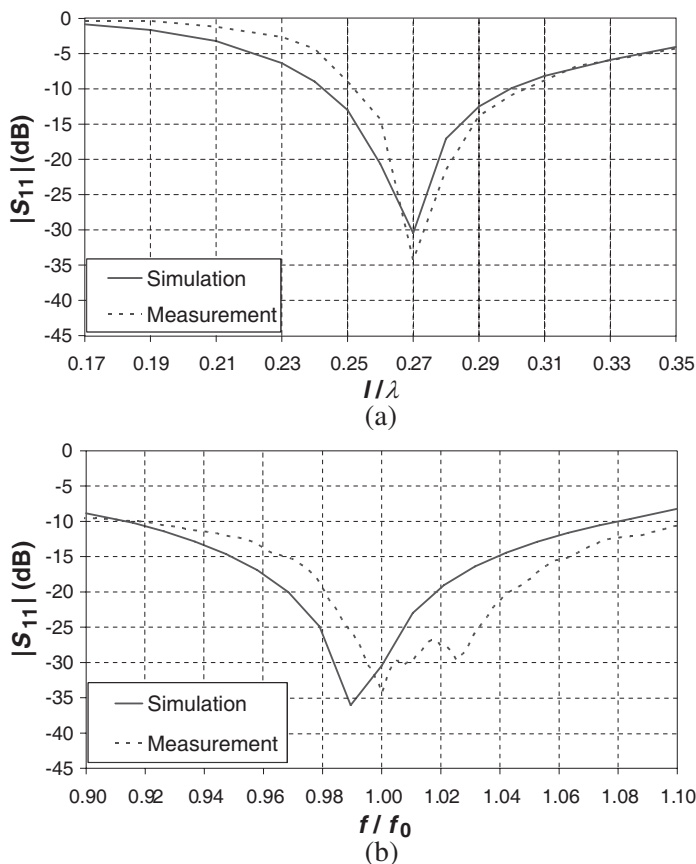 0
-5
-10
-15
-20
-25
-30
-35
-40
-45
|S11| (dB)
Simulation
Measurement
0.17 0.19 0.21 0.23 0.25 0.27 0.29 0.31 0.33 0.35
l/λ
(a)
0
-5
-10
-15
-20
-25
-30
-35
-40
-45
|S11| (dB)
Simulation
Measurement
0.90 0.92 0.94 0.96 0.98 1.00 1.02 1.04 1.06 1.08 1.10
f / f0
(b)